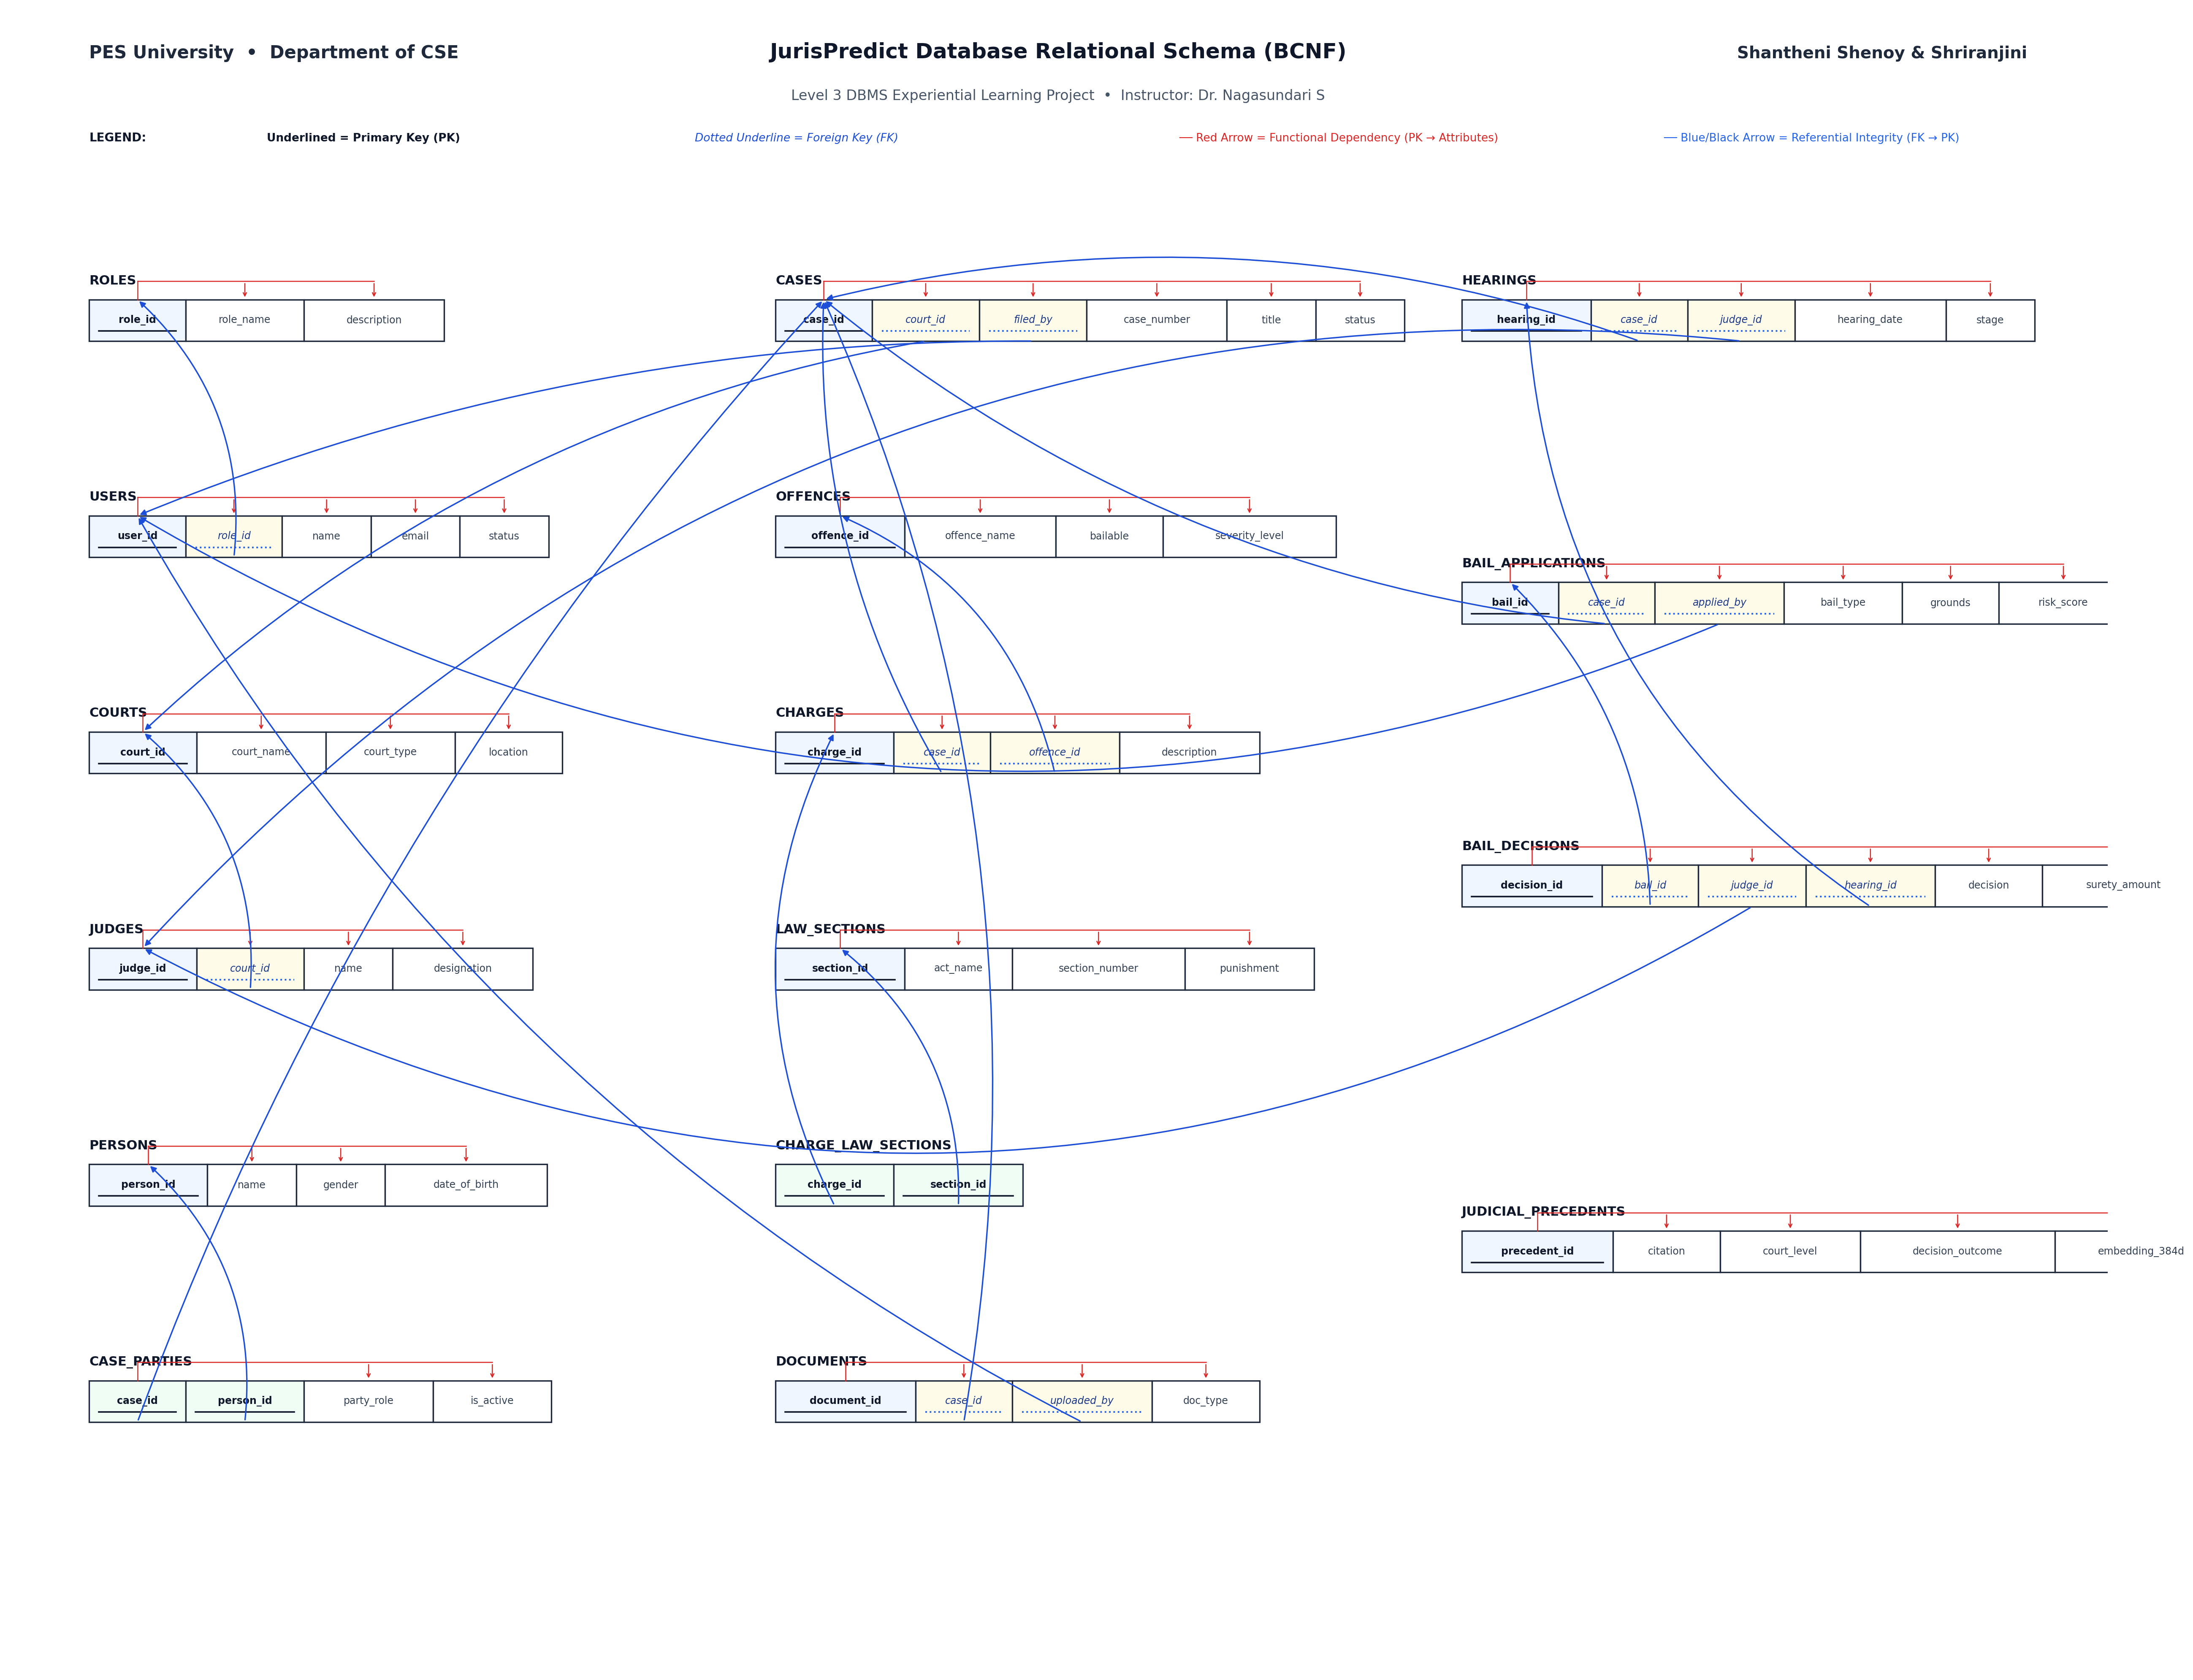 PES University • Department of CSE
JurisPredict Database Relational Schema (BCNF)
Shantheni Shenoy & Shriranjini
Level 3 DBMS Experiential Learning Project • Instructor: Dr. Nagasundari S
LEGEND:
Underlined = Primary Key (PK)
Dotted Underline = Foreign Key (FK)
— Red Arrow = Functional Dependency (PK → Attributes)
— Blue/Black Arrow = Referential Integrity (FK → PK)
ROLES
role_id role_name description
USERS
user_id role_id name email status
COURTS
court_id court_name court_type location
JUDGES
judge_id court_id name designation
PERSONS
person_id name gender date_of_birth
CASE_PARTIES
case_id person_id party_role is_active
CASES
case_id court_id filed_by case_number title status
OFFENCES
offence_id offence_name bailable severity_level
CHARGES
charge_id case_id offence_id description
LAW_SECTIONS
section_id act_name section_number punishment
CHARGE_LAW_SECTIONS
charge_id section_id
DOCUMENTS
document_id case_id uploaded_by doc_type
HEARINGS
hearing_id case_id judge_id hearing_date stage
BAIL_APPLICATIONS
bail_id case_id applied_by bail_type grounds risk_score
BAIL_DECISIONS
decision_id bail_id judge_id hearing_id decision surety_amount
JUDICIAL_PRECEDENTS
precedent_id citation court_level decision_outcome embedding_384d